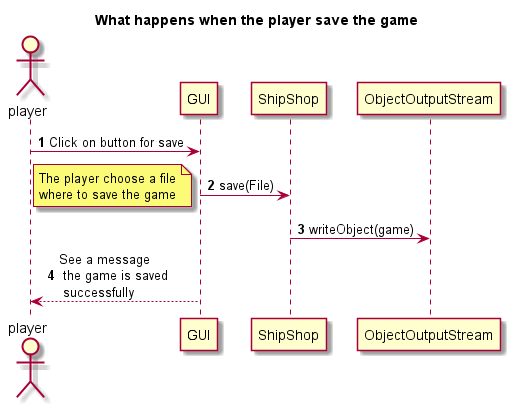 What happens when the player save the game
player
GUI
ShipShop
ObjectOutputStream
1 Click on button for save
The player choose a file
where to save the game
2 save(File)
3 writeObject(game)
See a message
4 the game is saved
successfully
player
GUI
ShipShop
ObjectOutputStream